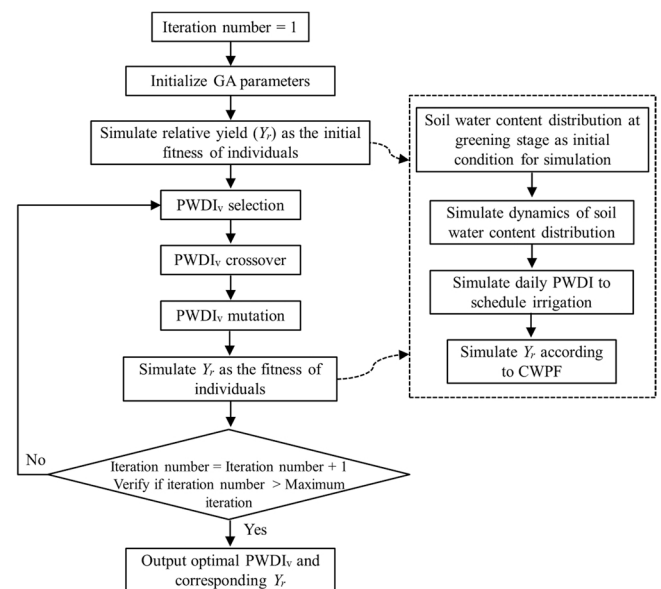 Iteration number = 1
Initialize GA parameters
Simulate relative yield (Yr) as the initial
fitness of individuals
PWDIv selection
PWDIv crossover
PWDIv mutation
Simulate Yr as the fitness of
individuals
No
Iteration number = Iteration number + 1
Verify if iteration number > Maximum
iteration
Yes
Output optimal PWDIv and
corresponding Yr
Soil water content distribution at
greening stage as initial
condition for simulation
Simulate dynamics of soil
water content distribution
Simulate daily PWDI to
schedule irrigation
Simulate Yr according
to CWPF